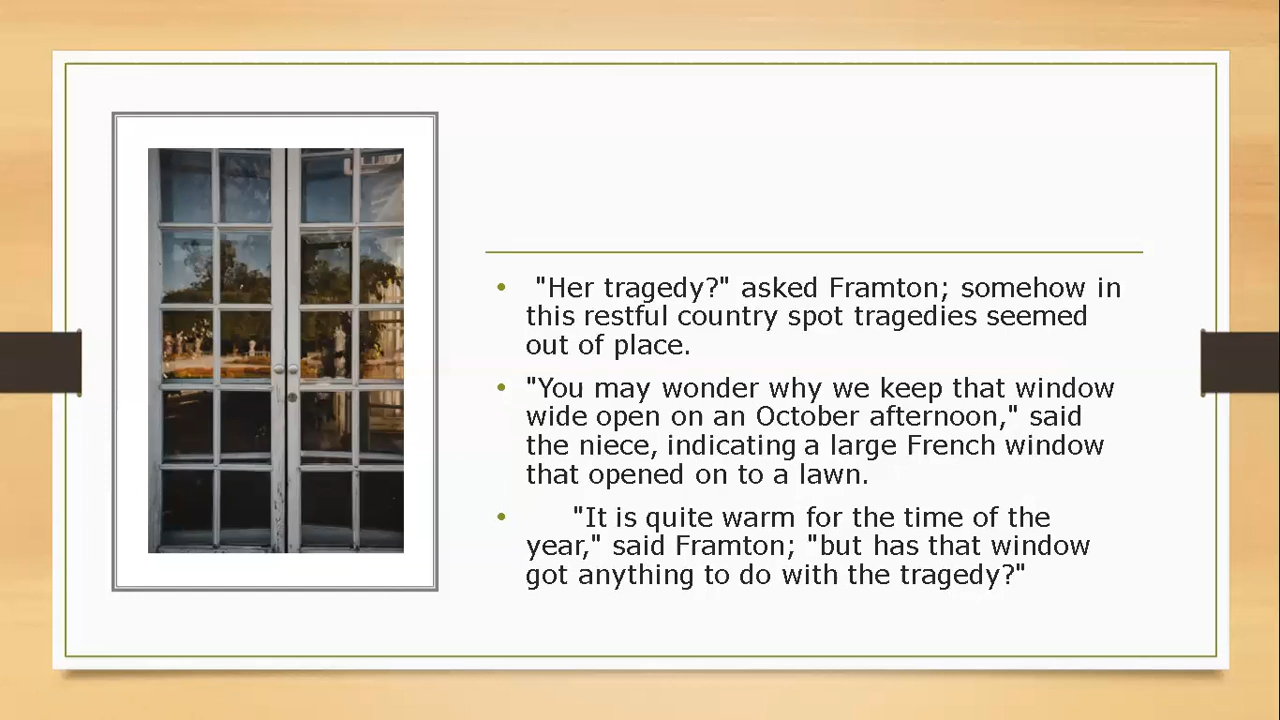 "Her tragedy?" asked Framton; somehow in
this restful country spot tragedies seemed
out of place.
"You may wonder why we keep that window
wide open on an October afternoon," said
the niece, indicating a large French window
that opened on to a lawn.
"It is quite warm for the time of the
year," said Framton; "but has that window
got anything to do with the tragedy?"